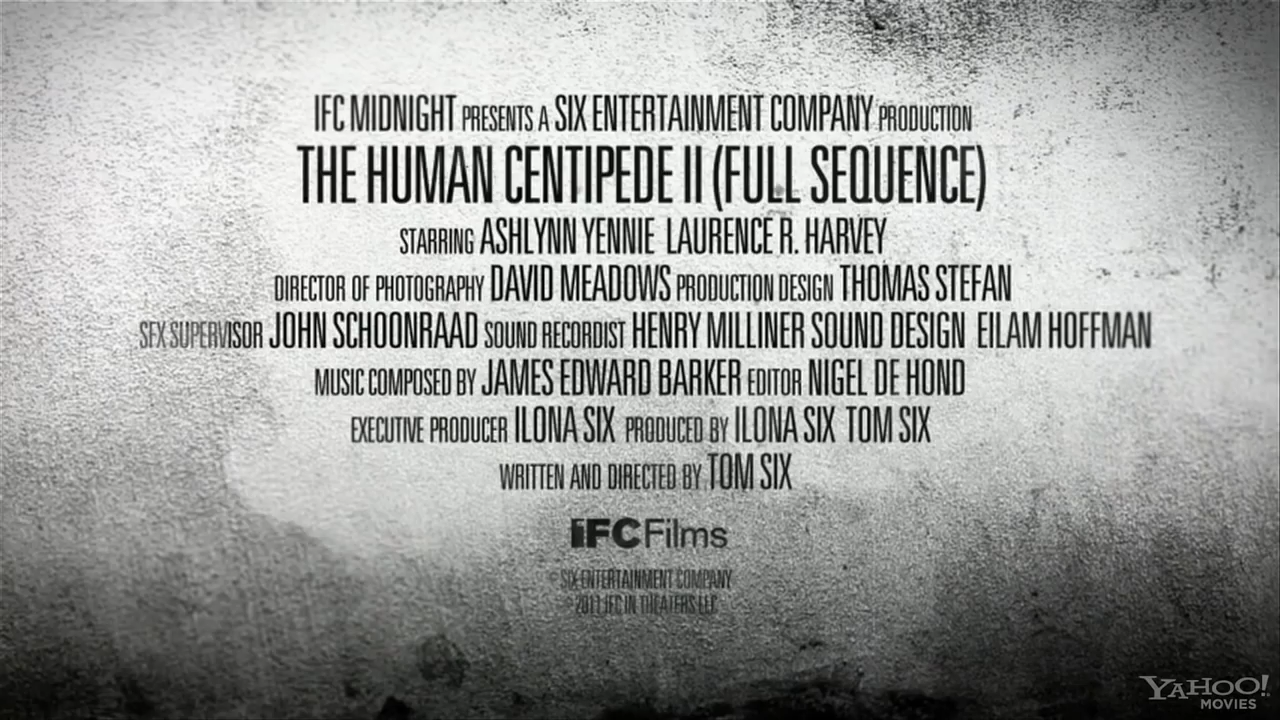 IFC MIDNIGHT PRESENTS A SIX ENTERTAINMENT COMPANY PRODUCTION
THE HUMAN CENTIPEDE II (FULL SEQUENCE)
STARRING ASHLYNN YENNIE LAURENCE R. HARVEY
DIRECTOR OF PHOTOGRAPHY DAVID MEADOWS PRODUCTION DESIGN THOMAS STEFAN
SFX SUPERVISOR JOHN SCHOONRAAD SOUND RECORDIST HENRY MILLINER SOUND DESIGN EILAM HOFFMAN
MUSIC COMPOSED BY JAMES EDWARD BARKER EDITOR NIGEL DE HOND
EXECUTIVE PRODUCER ILONA SIX PRODUCED BY ILONA SIX TOM SIX
WRITTEN AND DIRECTED BY TOM SIX
IFC Films
© SIX ENTERTAINMENT COMPANY
© 2011 IFC IN THEATERS LLC
YAHOO!
MOVIES